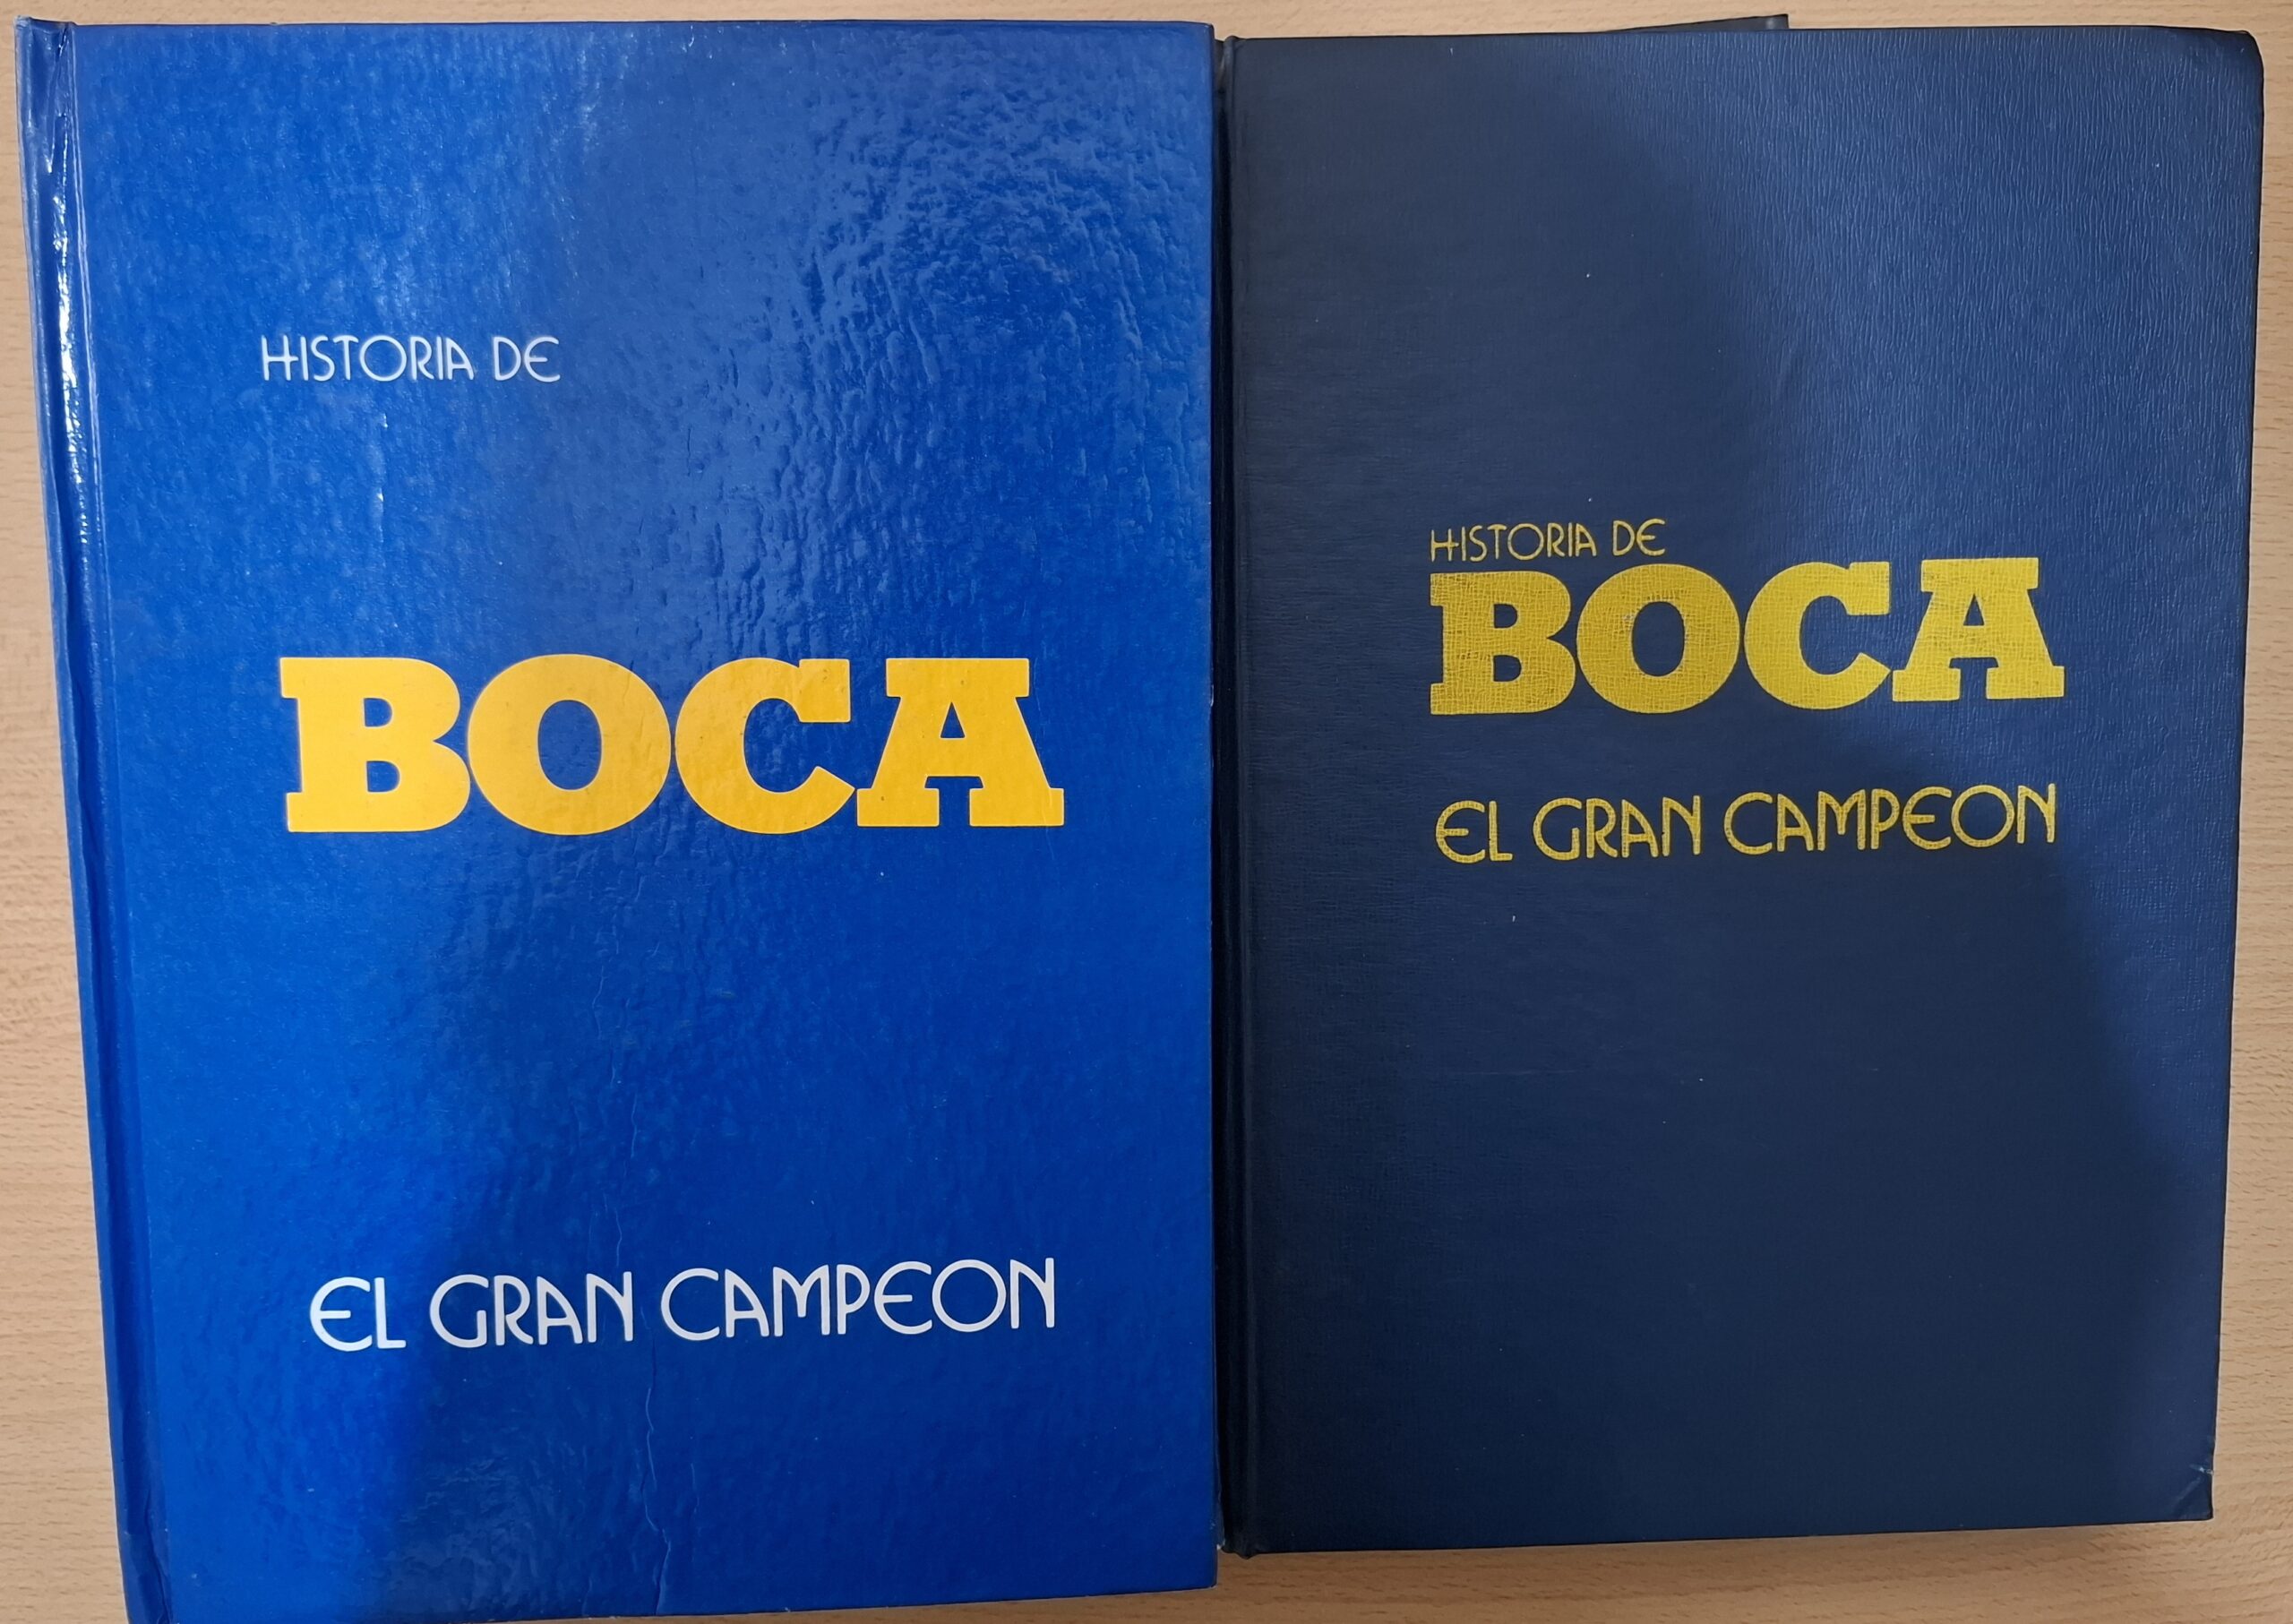 HISTORIA DE
BOCA
EL GRAN CAMPEON
HISTORIA DE
BOCA
EL GRAN CAMPEON